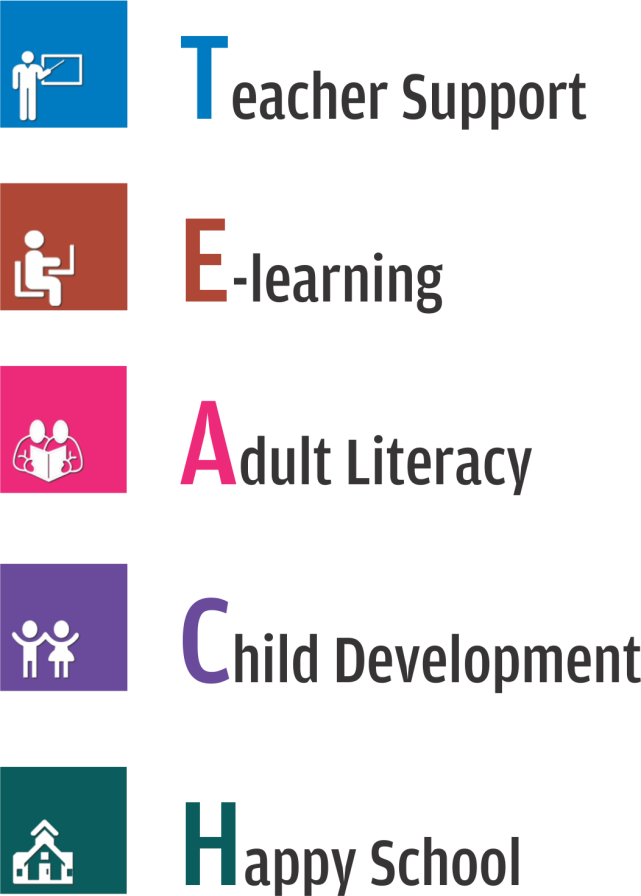 Teacher Support
E-learning
Adult Literacy
Child Development
Happy School